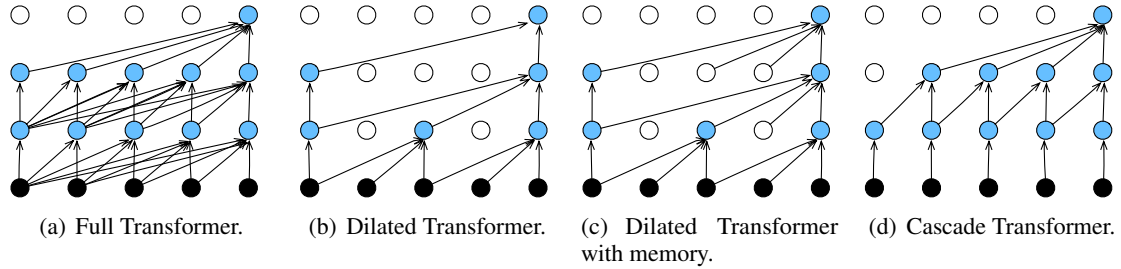 (a) Full Transformer.
(b) Dilated Transformer.
(c) Dilated Transformer
with memory.
(d) Cascade Transformer.